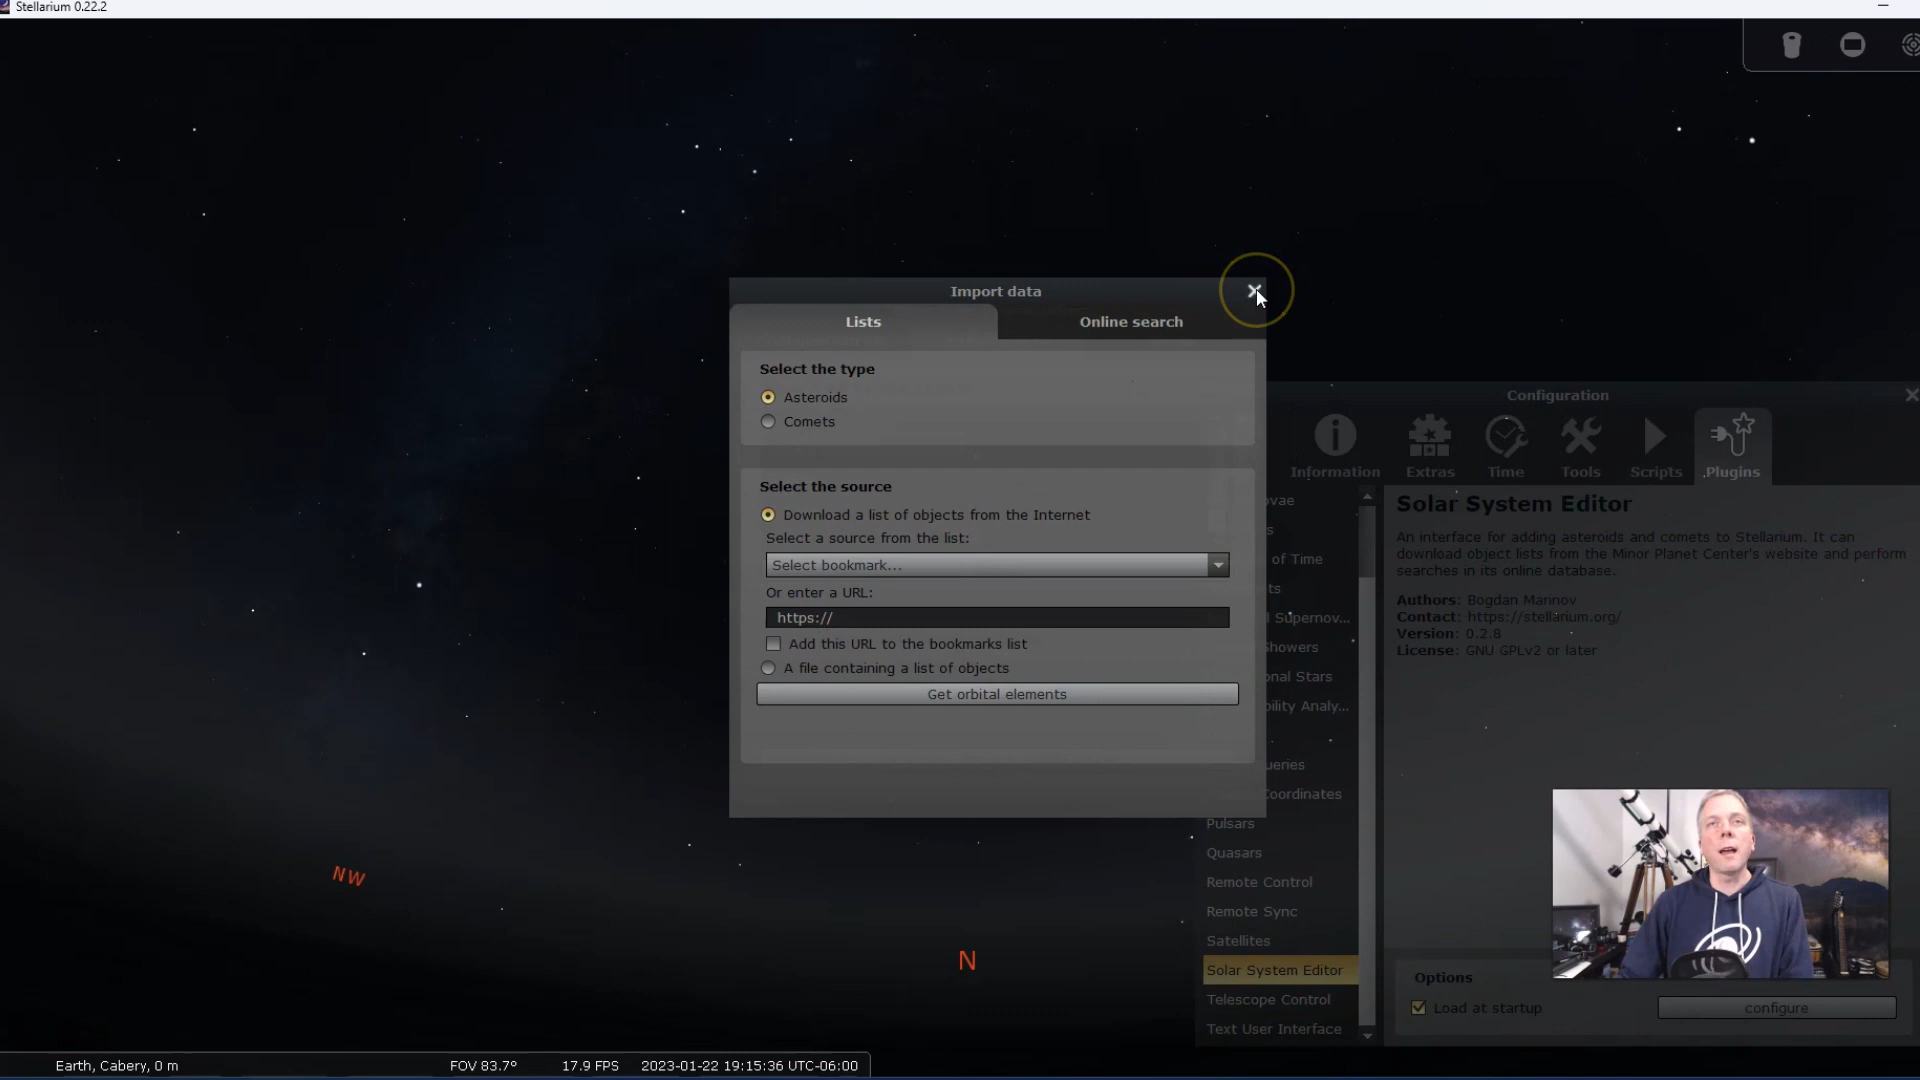 Stellarium 0.22.2
Import data
Lists
Online search
Select the type
Asteroids
Comets
Select the source
Download a list of objects from the Internet
Select a source from the list:
Select bookmark...
Or enter a URL:
https://
Add this URL to the bookmarks list
A file containing a list of objects
Get orbital elements
Configuration
Information
Extras
Time
Tools
Scripts
Plugins
ovae
s
of Time
ts
l Supernov...
howers
onal Stars
bility Analy...
ueries
Coordinates
Pulsars
Quasars
Remote Control
Remote Sync
Satellites
Solar System Editor
Telescope Control
Text User Interface
Solar System Editor
An interface for adding asteroids and comets to Stellarium. It can
download object lists from the Minor Planet Center's website and perform
searches in its online database.
Authors: Bogdan Marinov
Contact: https://stellarium.org/
Version: 0.2.8
License: GNU GPLv2 or later
Options
Load at startup
configure
NW
N
Earth, Cabery, 0 m
FOV 83.7°
17.9 FPS
2023-01-22 19:15:36 UTC-06:00